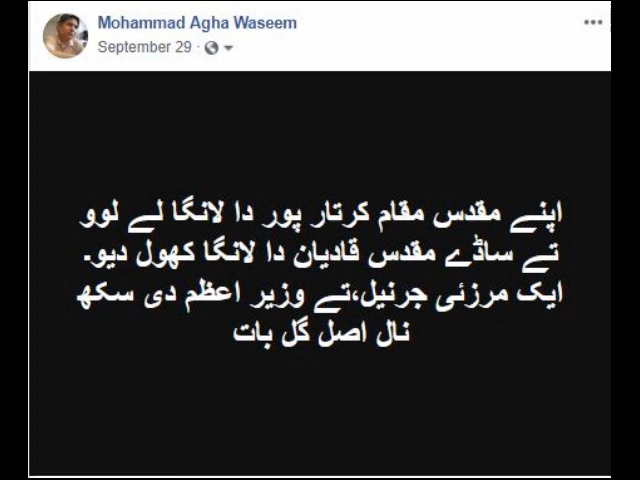 Mohammad Agha Waseem
September 29
اپنے مقدس مقام کرتار پور دا لانگا لے لوو
تے ساڈے مقدس قادیان دا لانگا کھول دیو۔
ایک مرزئی جرنیل،تے وزیر اعظم دی سکھ
نال اصل گل بات